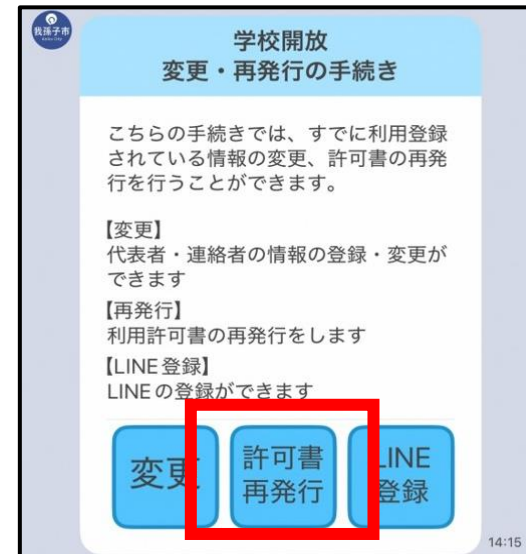 我孫子市
学校開放
変更・再発行の手続き
こちらの手続きでは、すでに利用登録
されている情報の変更、許可書の再発
行を行うことができます。
【変更】
代表者・連絡者の情報の登録・変更が
できます
【再発行】
利用許可書の再発行をします
【LINE登録】
LINEの登録ができます
変更
許可書
再発行
LINE
登録
14:15